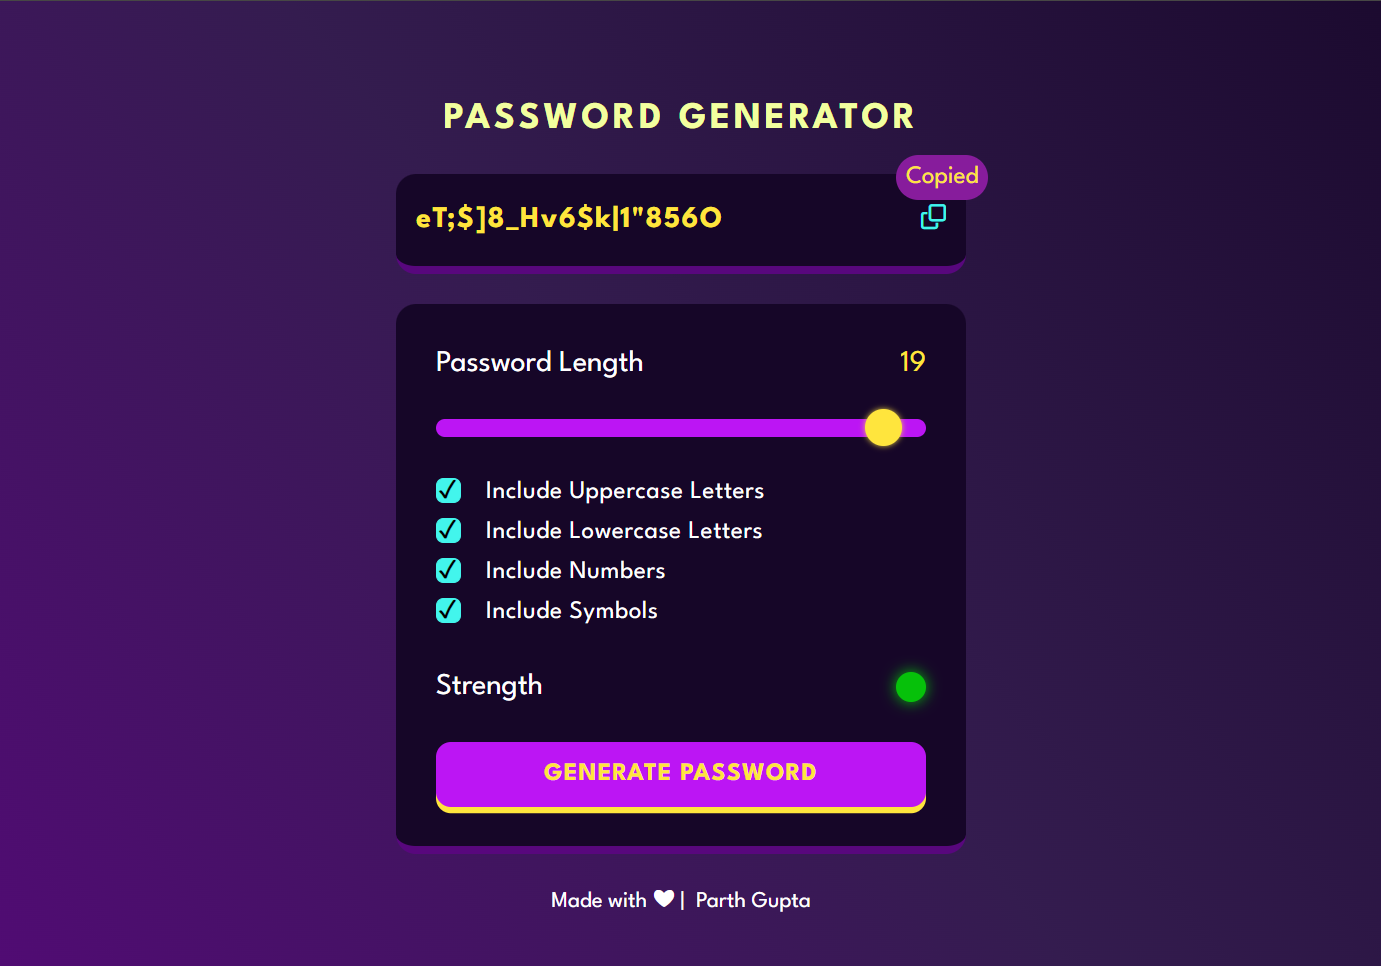 PASSWORD GENERATOR
Copied
eT;$]8_Hv6$k|1"856O
Password Length 19
Include Uppercase Letters
Include Lowercase Letters
Include Numbers
Include Symbols
Strength
GENERATE PASSWORD
Made with | Parth Gupta